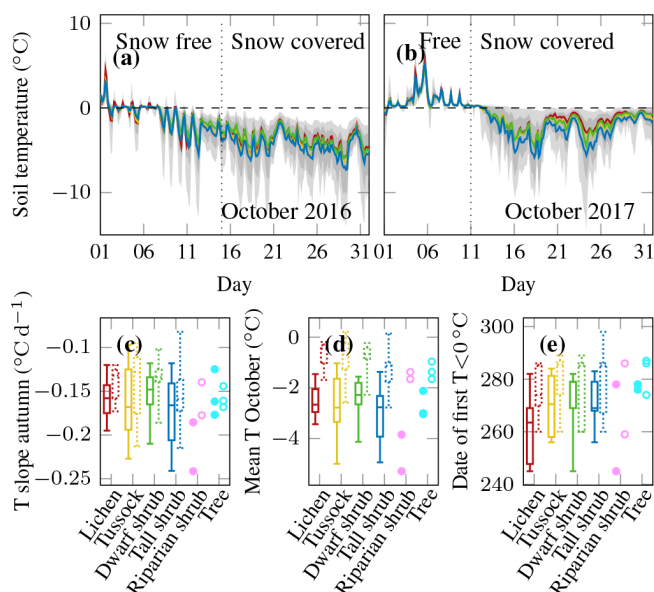 Snow free Snow covered
(a)
October 2016
Free Snow covered
(b)
October 2017
Soil temperature (°C)
10
0
−10
01 06 11 15 21 26 31
01 06 11 15 21 26 31
Day
Day
T slope autumn (°C d−1)
−0.1
−0.15
−0.2
−0.25
(c)
Lichen
Tussock
Dwarf shrub
Tall shrub
Riparian shrub
Tree
Mean T October (°C)
0
−2
−4
(d)
Lichen
Tussock
Dwarf shrub
Tall shrub
Riparian shrub
Tree
Date of first T<0 °C
300
280
260
240
(e)
Lichen
Tussock
Dwarf shrub
Tall shrub
Riparian shrub
Tree